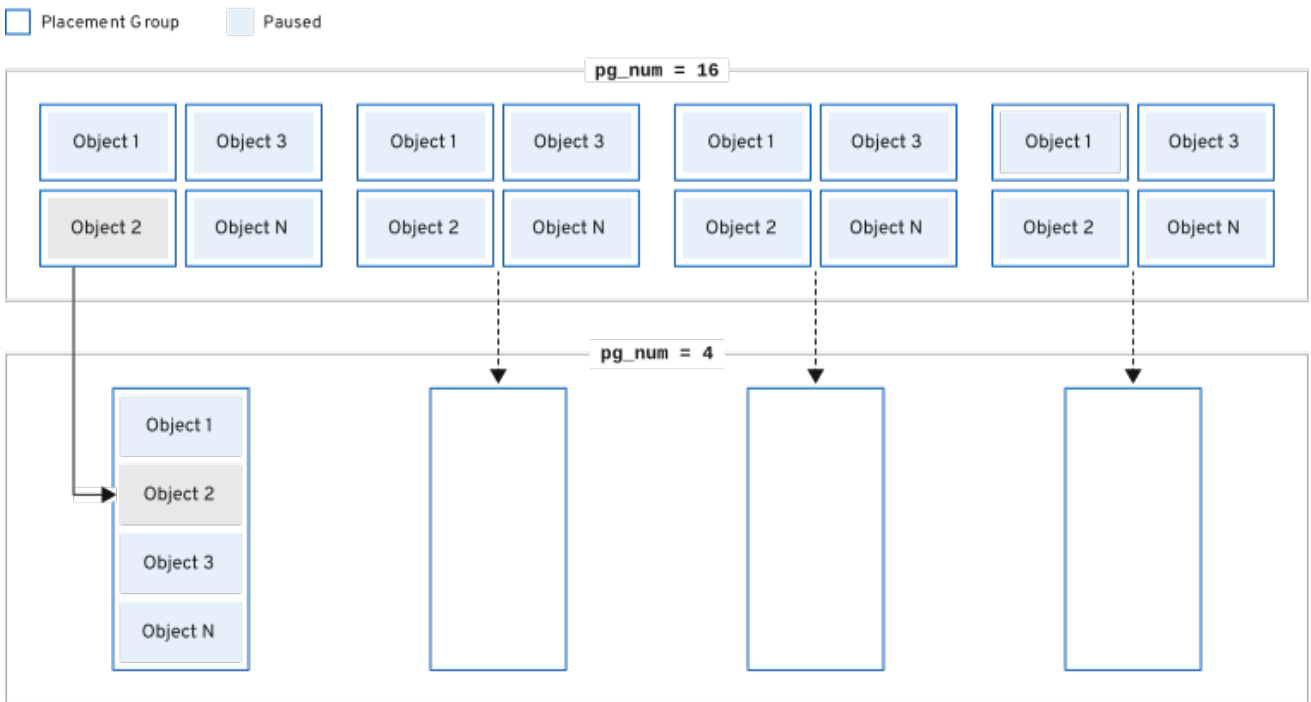 Placement Group Paused
pg_num = 16
Object 1 Object 3 Object 1 Object 3 Object 1 Object 3 Object 1 Object 3
Object 2 Object N Object 2 Object N Object 2 Object N Object 2 Object N
pg_num = 4
Object 1
Object 2
Object 3
Object N